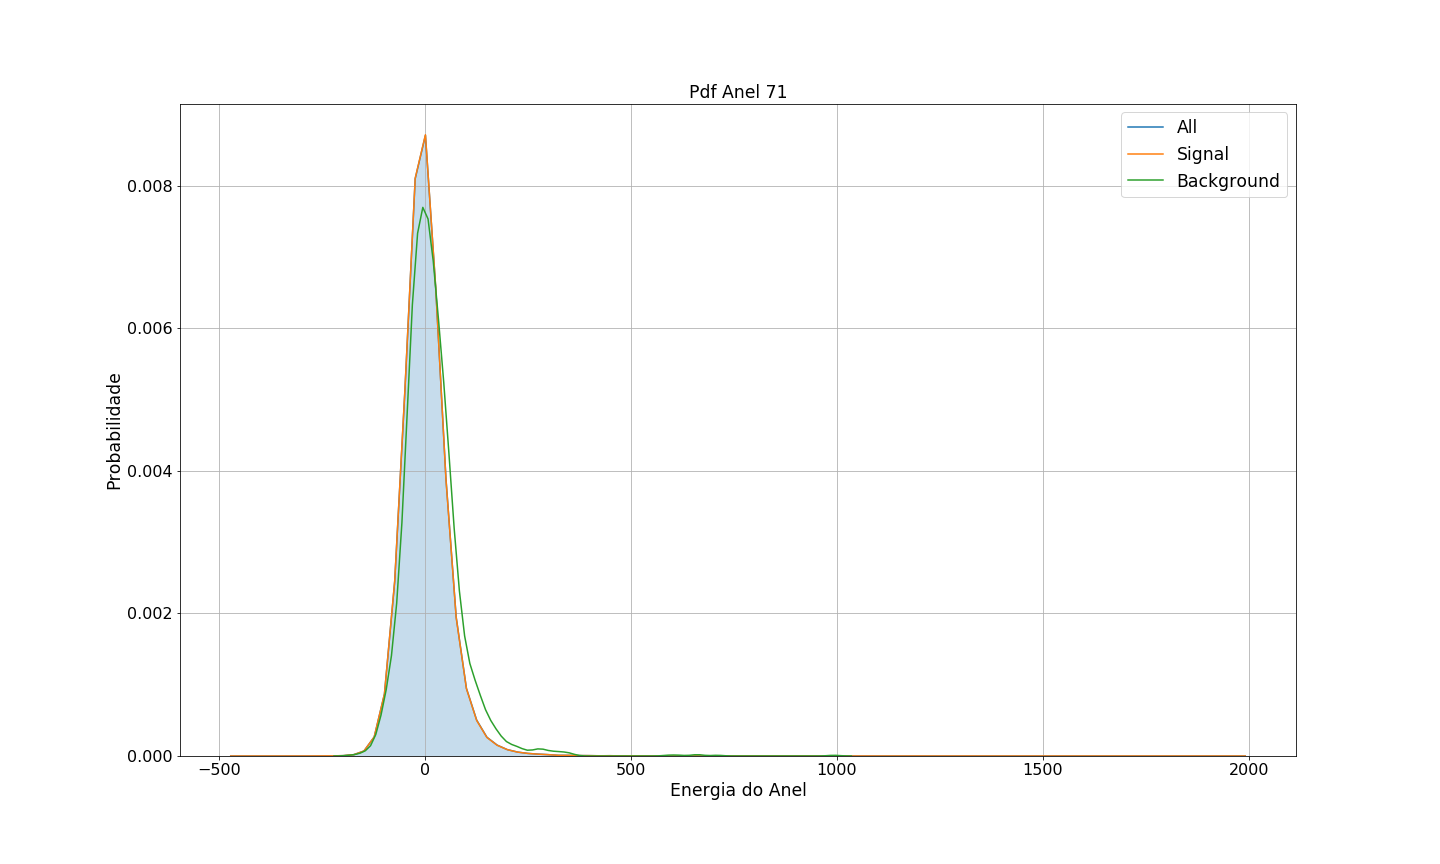 Pdf Anel 71
All
Signal
Background
0.008
0.006
0.004
0.002
0.000
Probabilidade
−500 0 500 1000 1500 2000
Energia do Anel